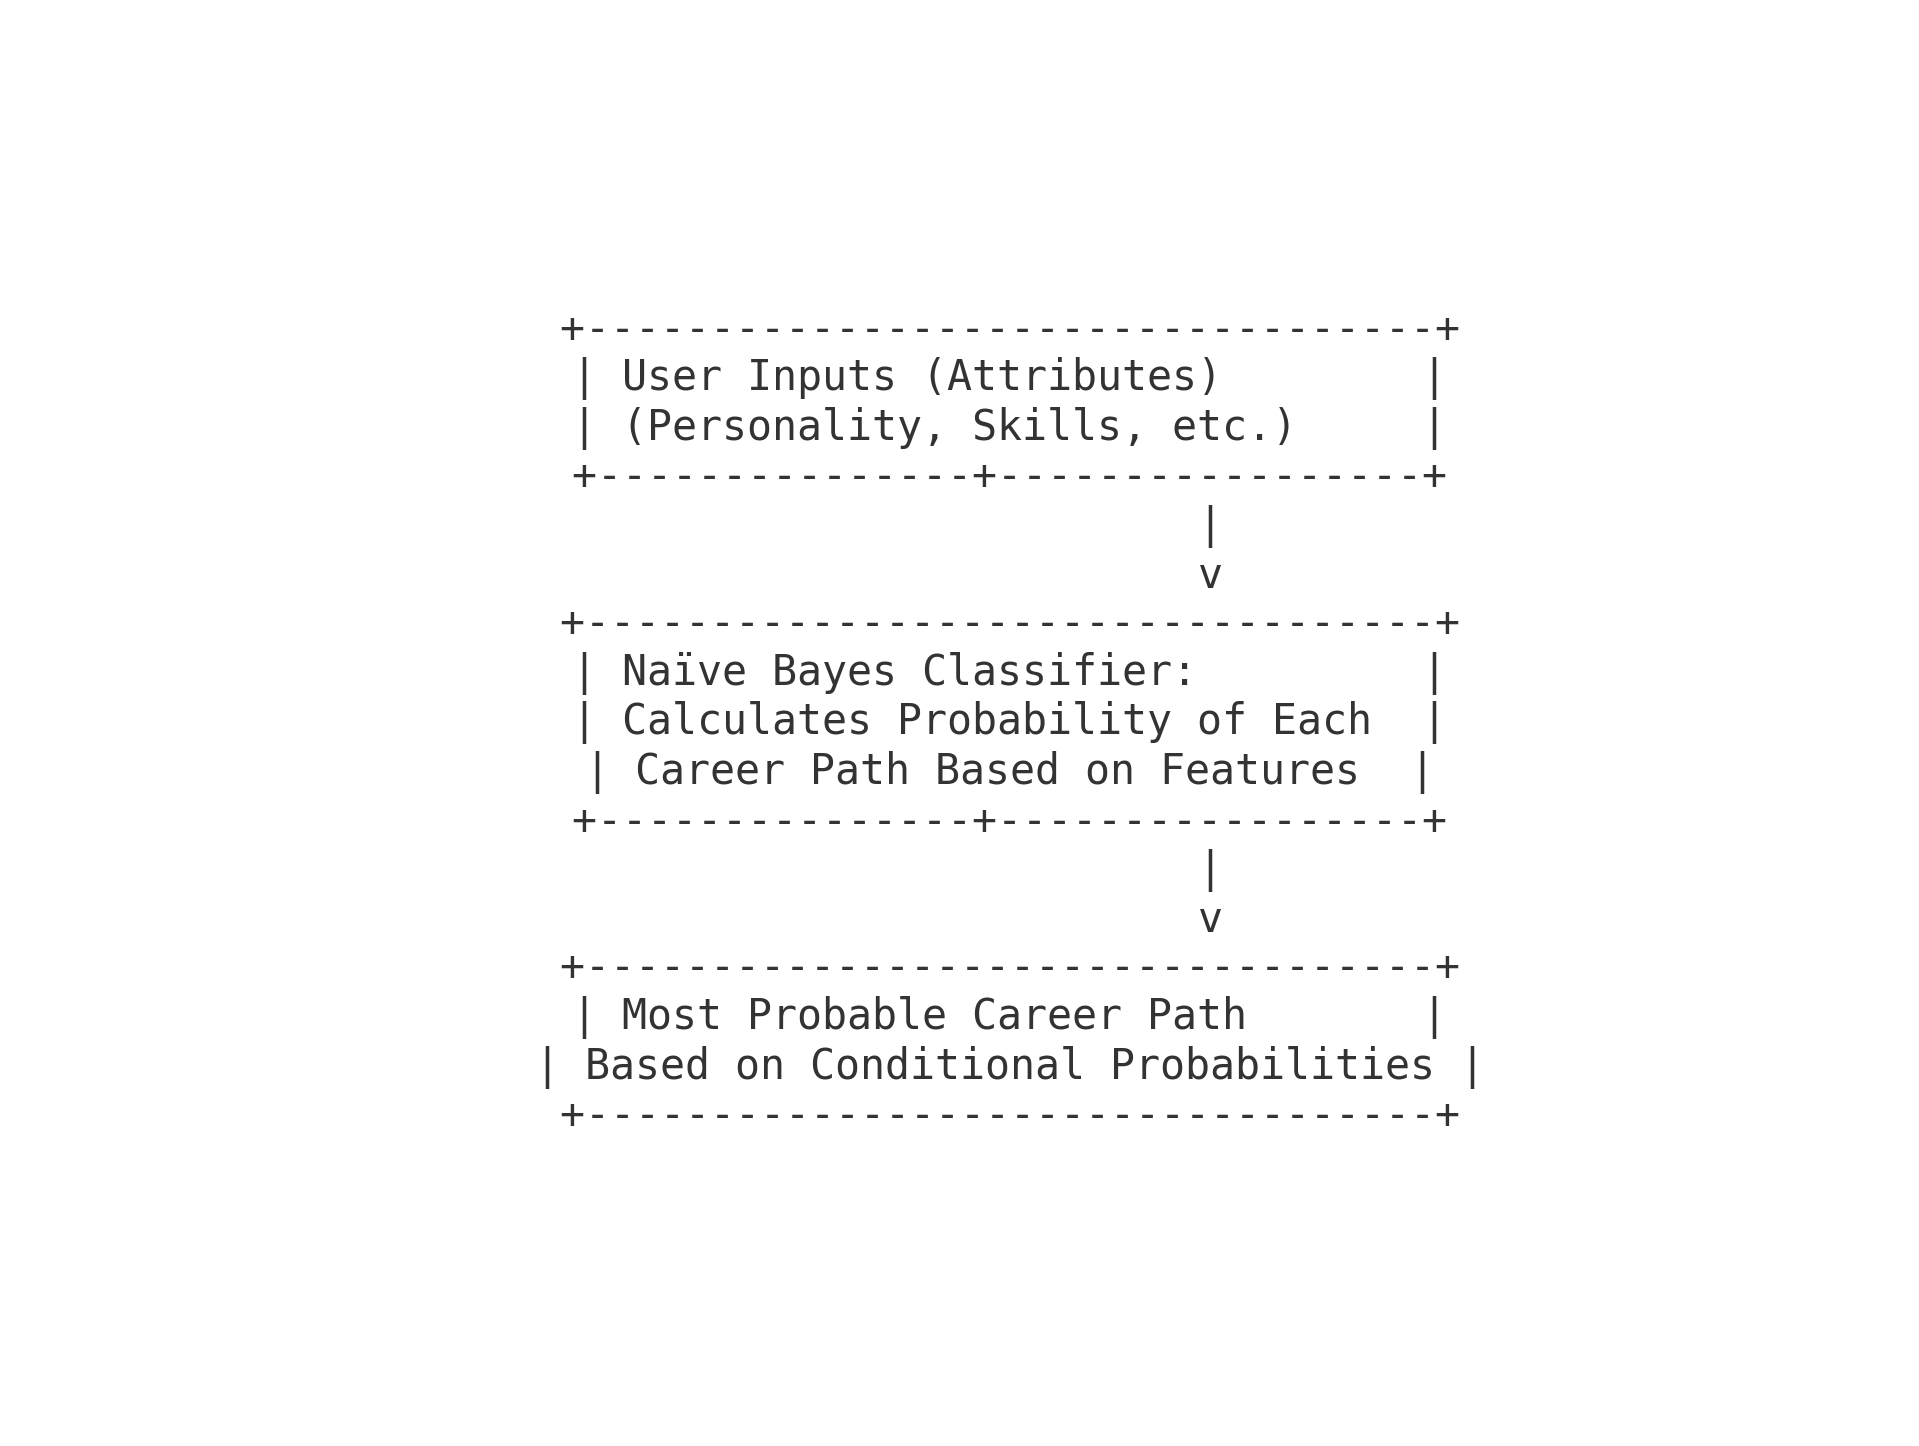 +----------------------------------+
| User Inputs (Attributes)         |
| (Personality, Skills, etc.)      |
+---------------+-----------------+
|
v
+----------------------------------+
| Naïve Bayes Classifier:          |
| Calculates Probability of Each   |
| Career Path Based on Features  |
+---------------+-----------------+
|
v
+----------------------------------+
| Most Probable Career Path        |
| Based on Conditional Probabilities |
+----------------------------------+